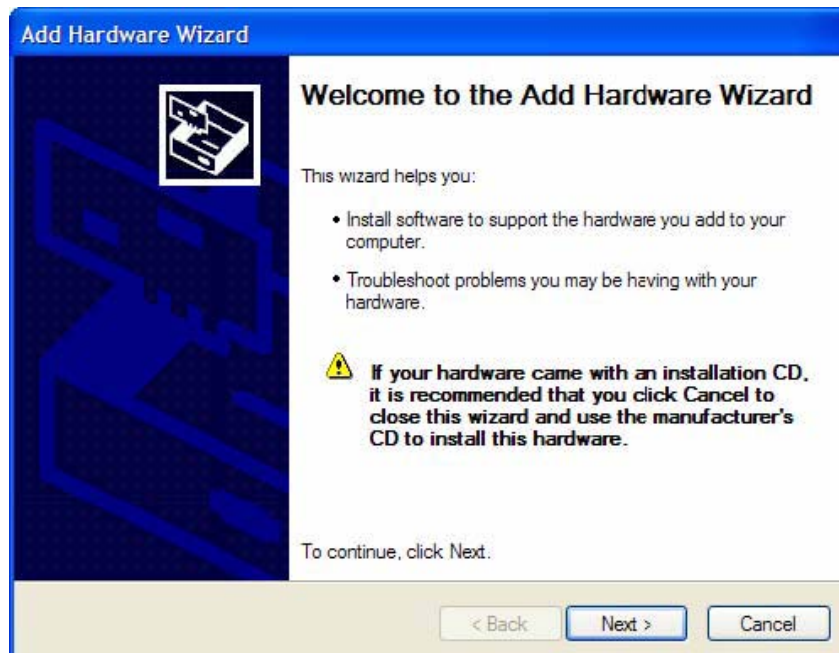 Add Hardware Wizard
Welcome to the Add Hardware Wizard
This wizard helps you:
• Install software to support the hardware you add to your
computer.
• Troubleshoot problems you may be having with your
hardware.
If your hardware came with an installation CD,
it is recommended that you click Cancel to
close this wizard and use the manufacturer's
CD to install this hardware.
To continue, click Next.
< Back
Next >
Cancel